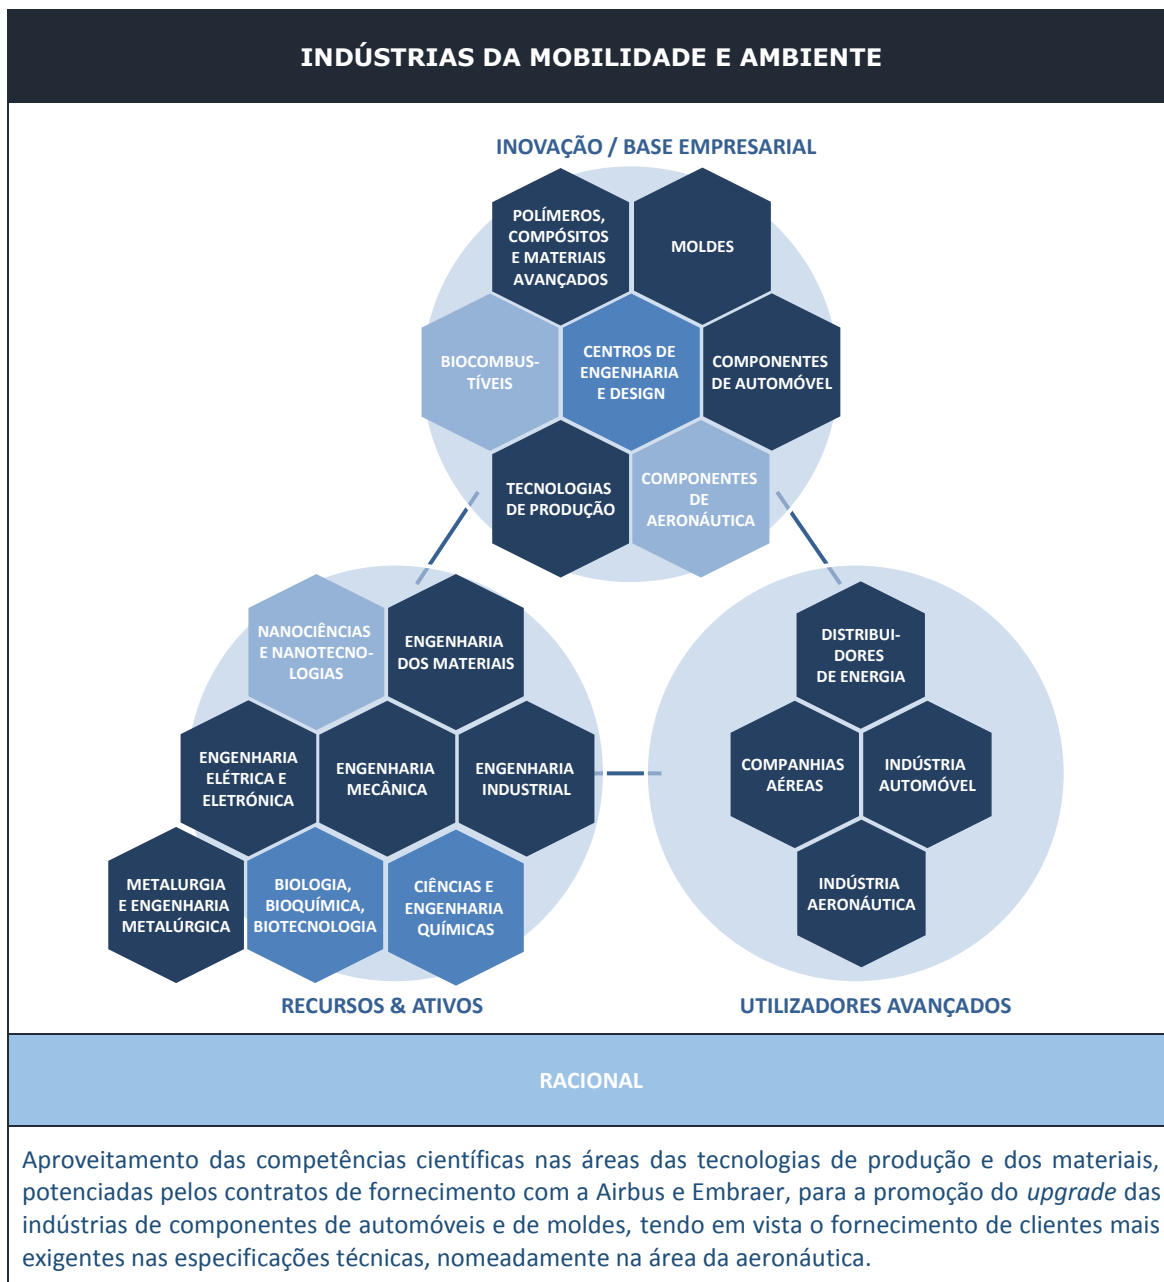 INDÚSTRIAS DA MOBILIDADE E AMBIENTE
INOVAÇÃO / BASE EMPRESARIAL
POLÍMEROS,
COMPÓSITOS
E MATERIAIS
AVANÇADOS
MOLDES
BIOCOMBUS-
TÍVEIS
CENTROS DE
ENGENHARIA
E DESIGN
COMPONENTES
DE AUTOMÓVEL
TECNOLOGIAS
DE PRODUÇÃO
COMPONENTES
DE
AERONÁUTICA
NANOCIÊNCIAS
E NANOTECNO-
LOGIAS
ENGENHARIA
DOS MATERIAIS
ENGENHARIA
ELÉTRICA E
ELETRÓNICA
ENGENHARIA
MECÂNICA
ENGENHARIA
INDUSTRIAL
METALURGIA
E ENGENHARIA
METALÚRGICA
BIOLOGIA,
BIOQUÍMICA,
BIOTECNOLOGIA
CIÊNCIAS E
ENGENHARIA
QUÍMICAS
RECURSOS & ATIVOS
DISTRIBUI-
DORES
DE ENERGIA
COMPANHIAS
AÉREAS
INDÚSTRIA
AUTOMÓVEL
INDÚSTRIA
AERONÁUTICA
UTILIZADORES AVANÇADOS
RACIONAL
Aproveitamento das competências científicas nas áreas das tecnologias de produção e dos materiais,
potenciadas pelos contratos de fornecimento com a Airbus e Embraer, para a promoção do upgrade das
indústrias de componentes de automóveis e de moldes, tendo em vista o fornecimento de clientes mais
exigentes nas especificações técnicas, nomeadamente na área da aeronáutica.